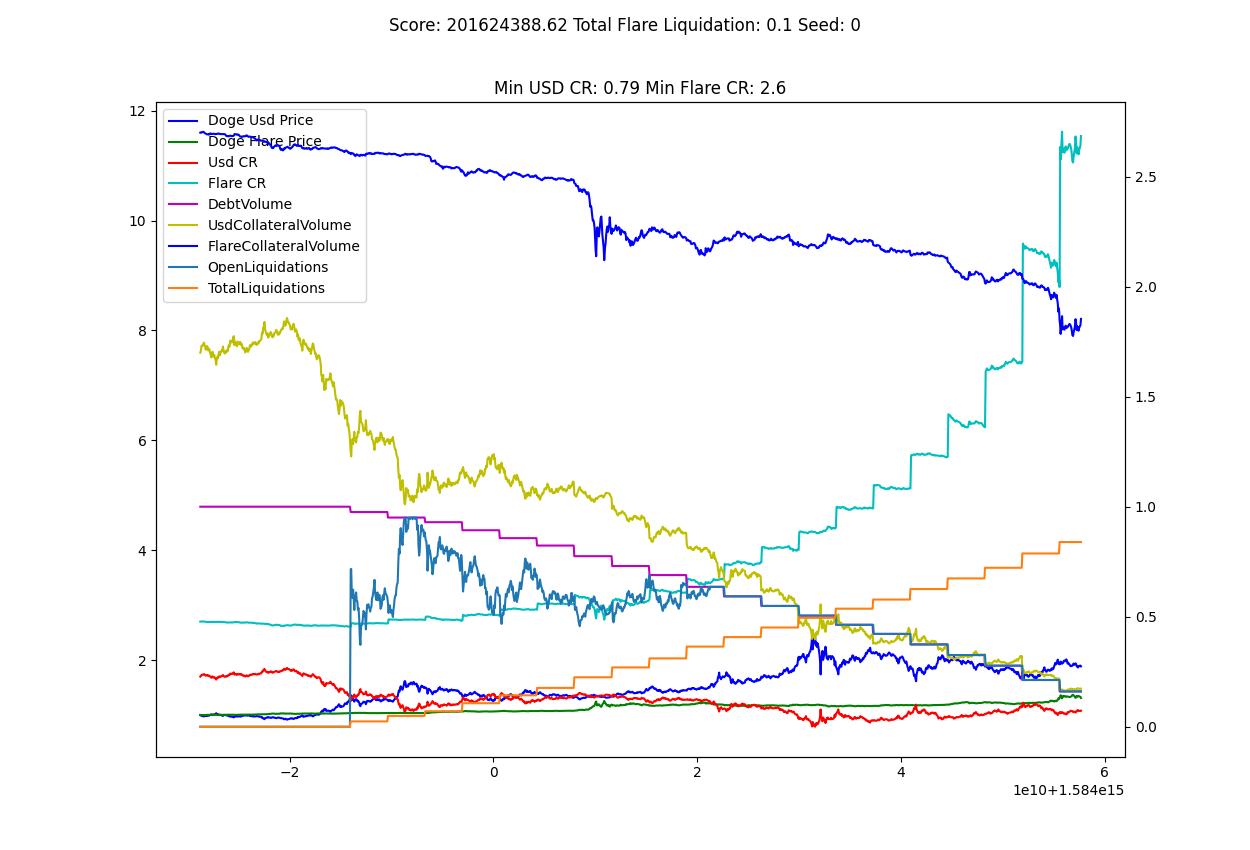 Score: 201624388.62 Total Flare Liquidation: 0.1 Seed: 0
Min USD CR: 0.79 Min Flare CR: 2.6
Doge Usd Price
Doge Flare Price
Usd CR
Flare CR
DebtVolume
UsdCollateralVolume
FlareCollateralVolume
OpenLiquidations
TotalLiquidations
12
10
8
6
4
2
2.5
2.0
1.5
1.0
0.5
0.0
−2
0
2
4
6
1e10+1.584e15